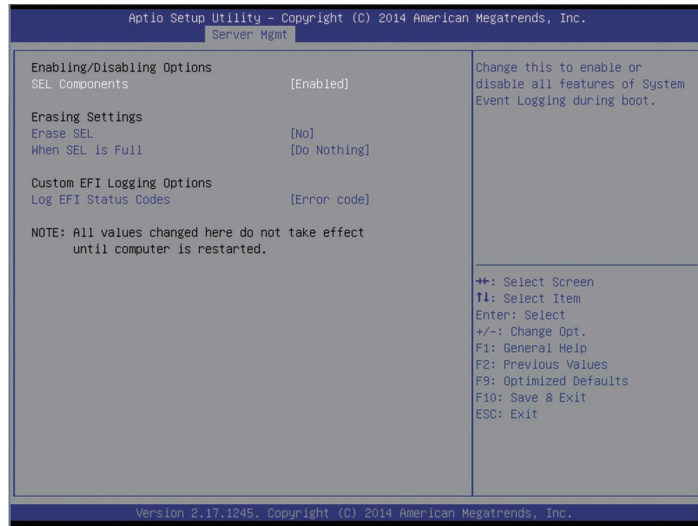 Aptio Setup Utility – Copyright (C) 2014 American Megatrends, Inc.
Server Mgmt
Enabling/Disabling Options
SEL Components [Enabled]
Erasing Settings
Erase SEL [No]
When SEL is Full [Do Nothing]
Custom EFI Logging Options
Log EFI Status Codes [Error code]
NOTE: All values changed here do not take effect
until computer is restarted.
Change this to enable or
disable all features of System
Event Logging during boot.
→←: Select Screen
↑↓: Select Item
Enter: Select
+/-: Change Opt.
F1: General Help
F2: Previous Values
F9: Optimized Defaults
F10: Save & Exit
ESC: Exit
Version 2.17.1245. Copyright (C) 2014 American Megatrends, Inc.